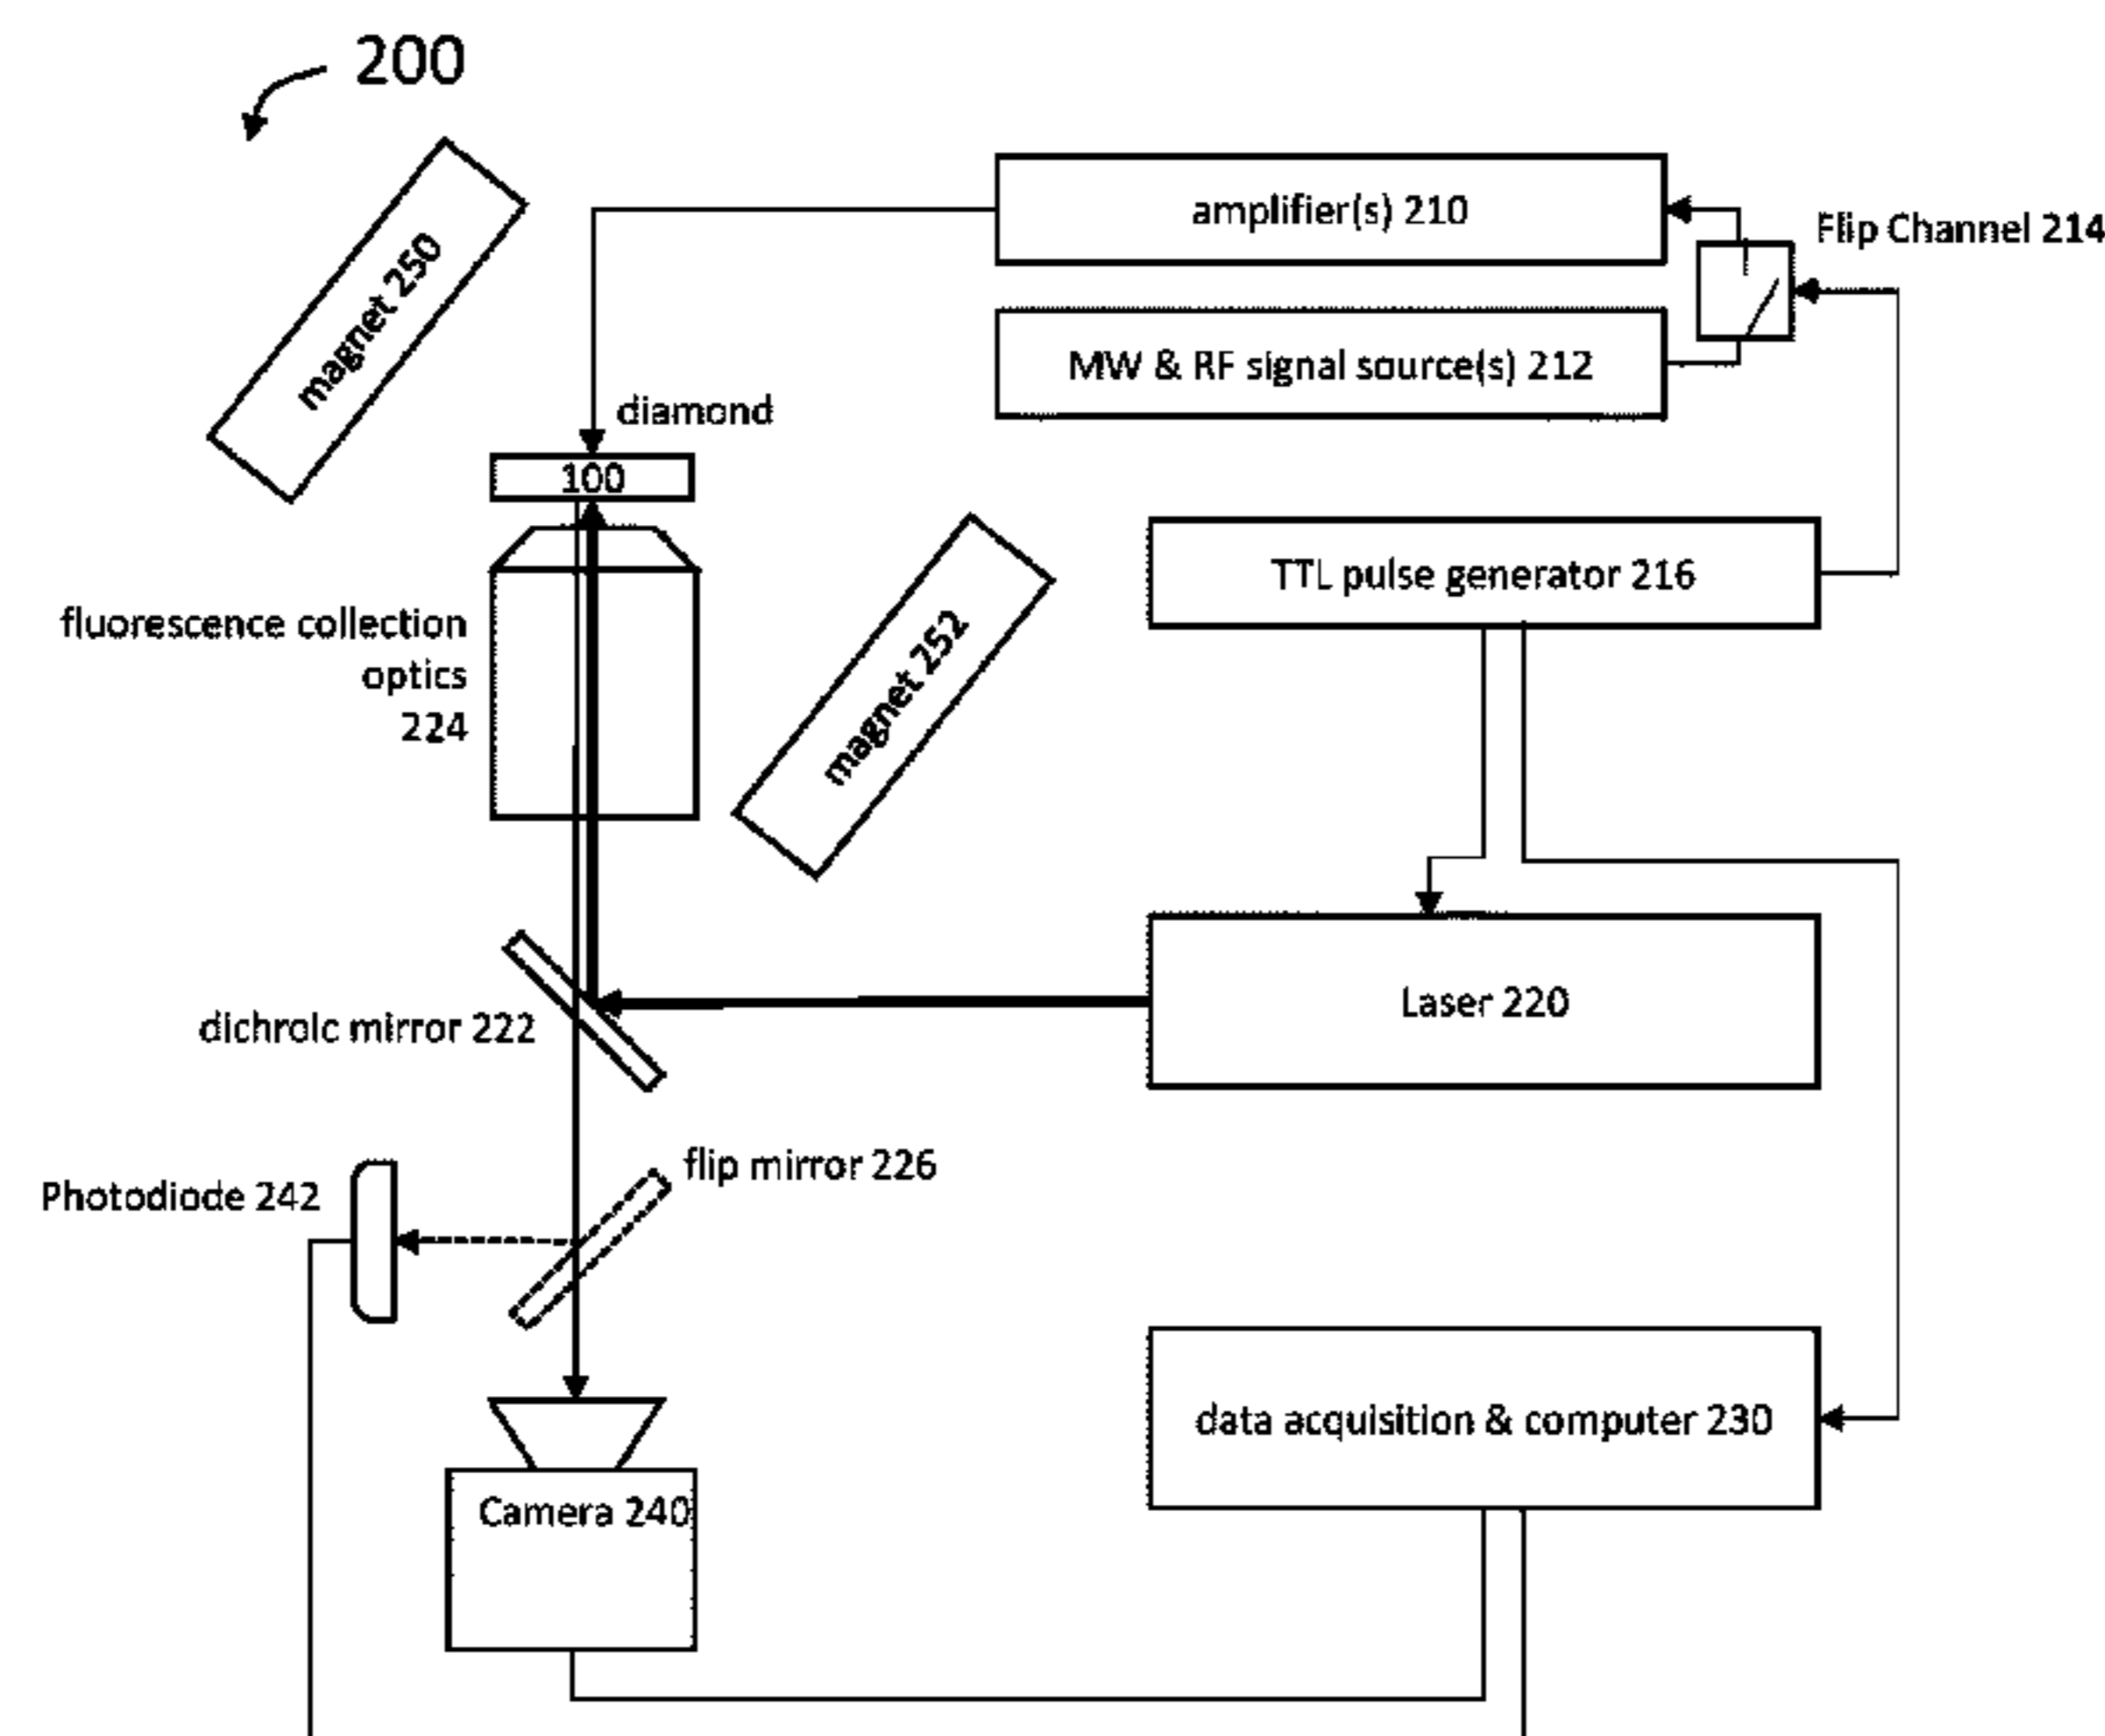 200
amplifier(s) 210
Flip Channel 214
magnet 250
MW & RF signal source(s) 212
diamond
100
TTL pulse generator 216
fluorescence collection
optics
224
magnet 252
Laser 220
dichroIc mirror 222
flip mirror 226
Photodiode 242
data acquisition & computer 230
Camera 240